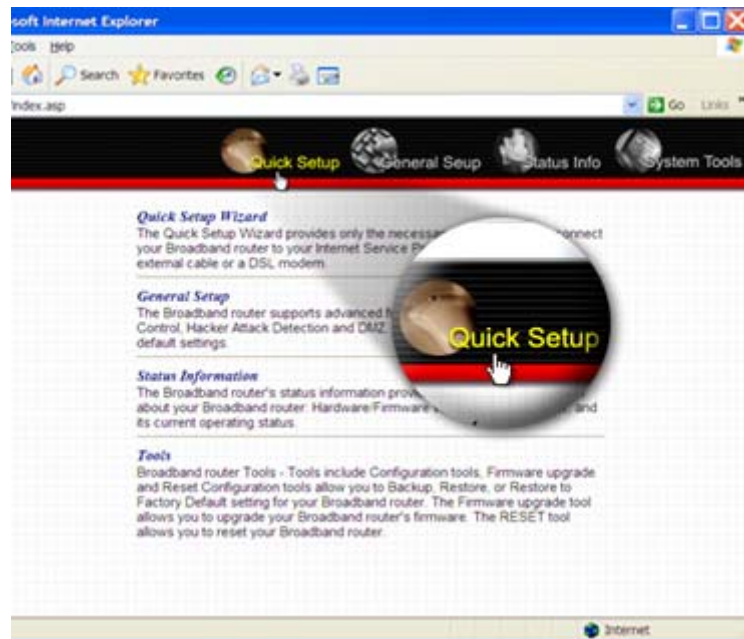 soft Internet Explorer
Tools Help
Search Favorites
index.asp Go Links
Quick Setup General Seup Status Info System Tools
Quick Setup Wizard
The Quick Setup Wizard provides only the necessary connect
your Broadband router to your Internet Service
external cable or a DSL modem.
General Setup
The Broadband router supports advanced
Control, Hacker Attack Detection and DMZ.
default settings.
Quick Setup
Status Information
The Broadband router's status information
about your Broadband router: Hardware/Firmware and
its current operating status.
Tools
Broadband router Tools - Tools include Configuration tools, Firmware upgrade
and Reset Configuration tools allow you to Backup, Restore, or Restore to
Factory Default setting for your Broadband router. The Firmware upgrade tool
allows you to upgrade your Broadband router's firmware. The RESET tool
allows you to reset your Broadband router.
Internet